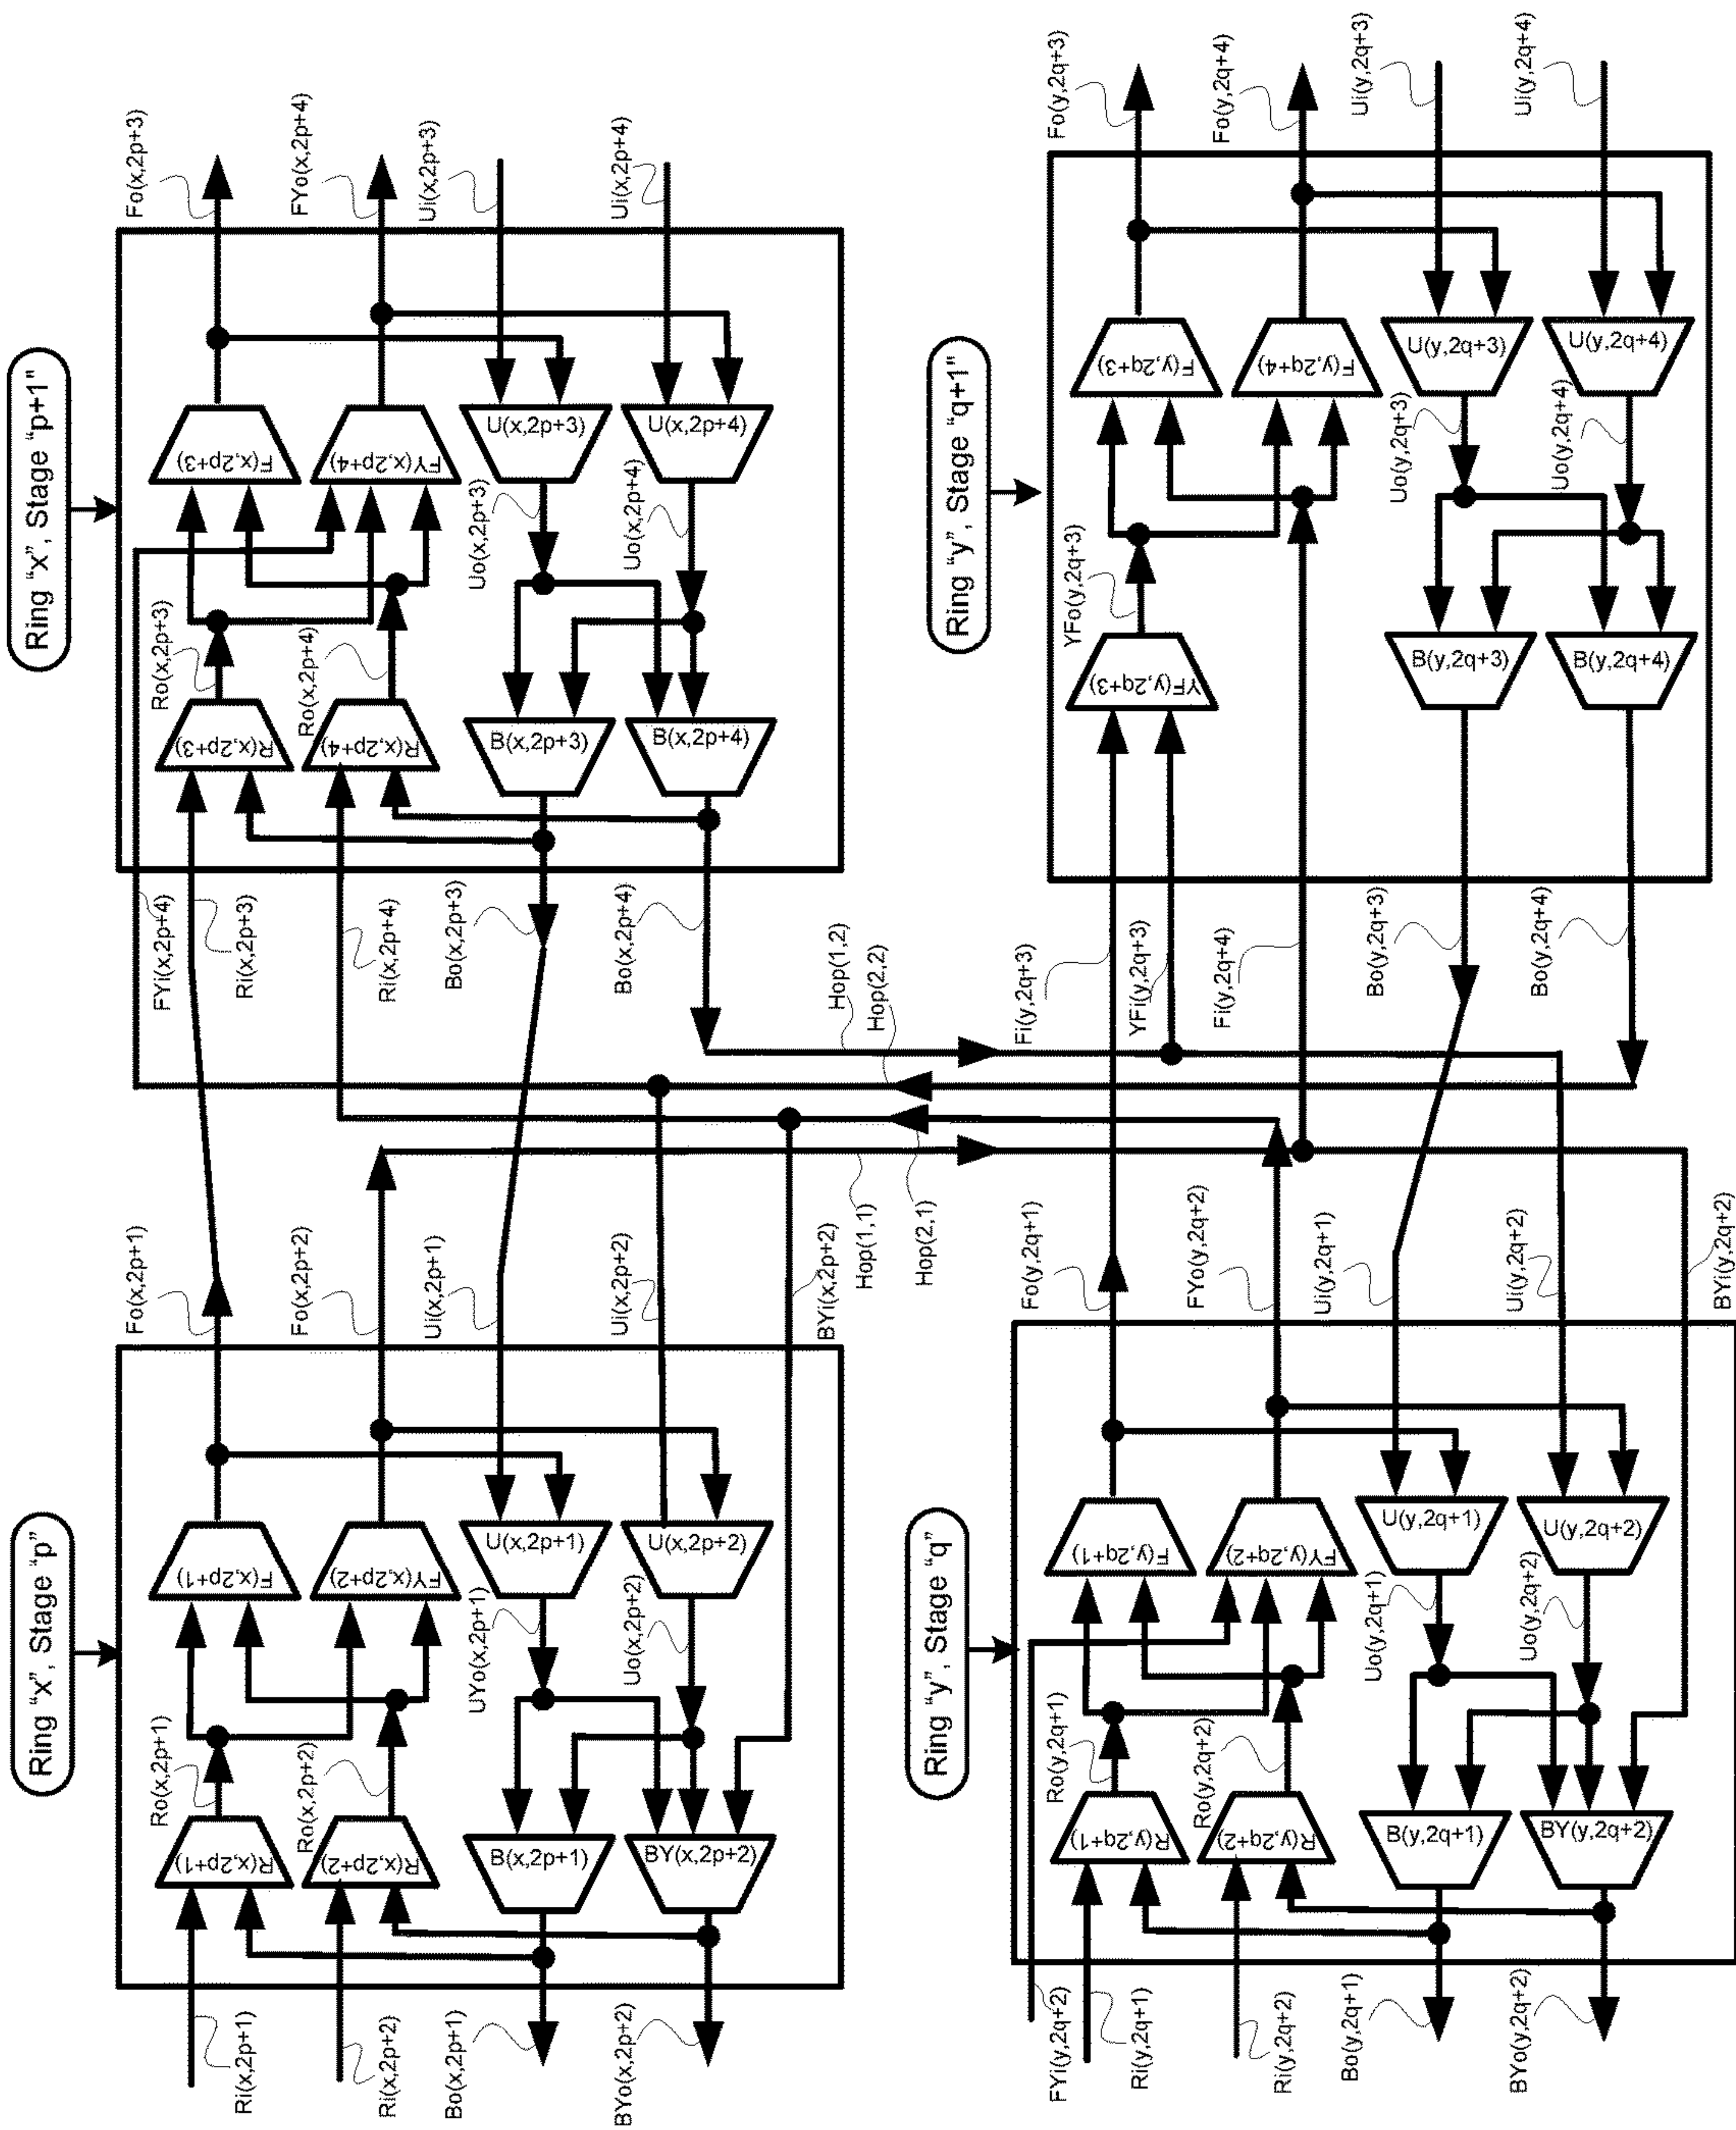 Ring "x", Stage "p+1"
Fo(x,2p+3)
FYo(x,2p+4)
Ui(x,2p+3)
Ui(x,2p+4)
F(x,2p+3)
FY(x,2p+4)
U(x,2p+3)
U(x,2p+4)
Ro(x,2p+3)
Ro(x,2p+4)
Uo(x,2p+3)
Uo(x,2p+4)
R(x,2p+3)
R(x,2p+4)
B(x,2p+3)
B(x,2p+4)
FYi(x,2p+4)
Ri(x,2p+3)
Ri(x,2p+4)
Bo(x,2p+3)
Bo(x,2p+4)
Ring "y", Stage "q+1"
Fo(y,2q+3)
Fo(y,2q+4)
Ui(y,2q+3)
Ui(y,2q+4)
F(y,2q+3)
F(y,2q+4)
U(y,2q+3)
U(y,2q+4)
YFo(y,2q+3)
Uo(y,2q+3)
Uo(y,2q+4)
YF(y,2q+3)
B(y,2q+3)
B(y,2q+4)
Fi(y,2q+3)
YFi(y,2q+3)
Fi(y,2q+4)
Bo(y,2q+3)
Bo(y,2q+4)
Hop(1,2)
Hop(2,2)
Hop(1,1)
Hop(2,1)
Ring "x", Stage "p"
Fo(x,2p+1)
Fo(x,2p+2)
Ui(x,2p+1)
Ui(x,2p+2)
BYi(x,2p+2)
F(x,2p+1)
FY(x,2p+2)
U(x,2p+1)
U(x,2p+2)
Ro(x,2p+1)
Ro(x,2p+2)
UYo(x,2p+1)
Uo(x,2p+2)
R(x,2p+1)
R(x,2p+2)
B(x,2p+1)
BY(x,2p+2)
Ri(x,2p+1)
Ri(x,2p+2)
Bo(x,2p+1)
BYo(x,2p+2)
Ring "y", Stage "q"
Fo(y,2q+1)
FYo(y,2q+2)
Ui(y,2q+1)
Ui(y,2q+2)
BYi(y,2q+2)
F(y,2q+1)
FY(y,2q+2)
U(y,2q+1)
U(y,2q+2)
Ro(y,2q+1)
Ro(y,2q+2)
Uo(y,2q+1)
Uo(y,2q+2)
R(y,2q+1)
R(y,2q+2)
B(y,2q+1)
BY(y,2q+2)
FYi(y,2q+2)
Ri(y,2q+1)
Ri(y,2q+2)
Bo(y,2q+1)
BYo(y,2q+2)